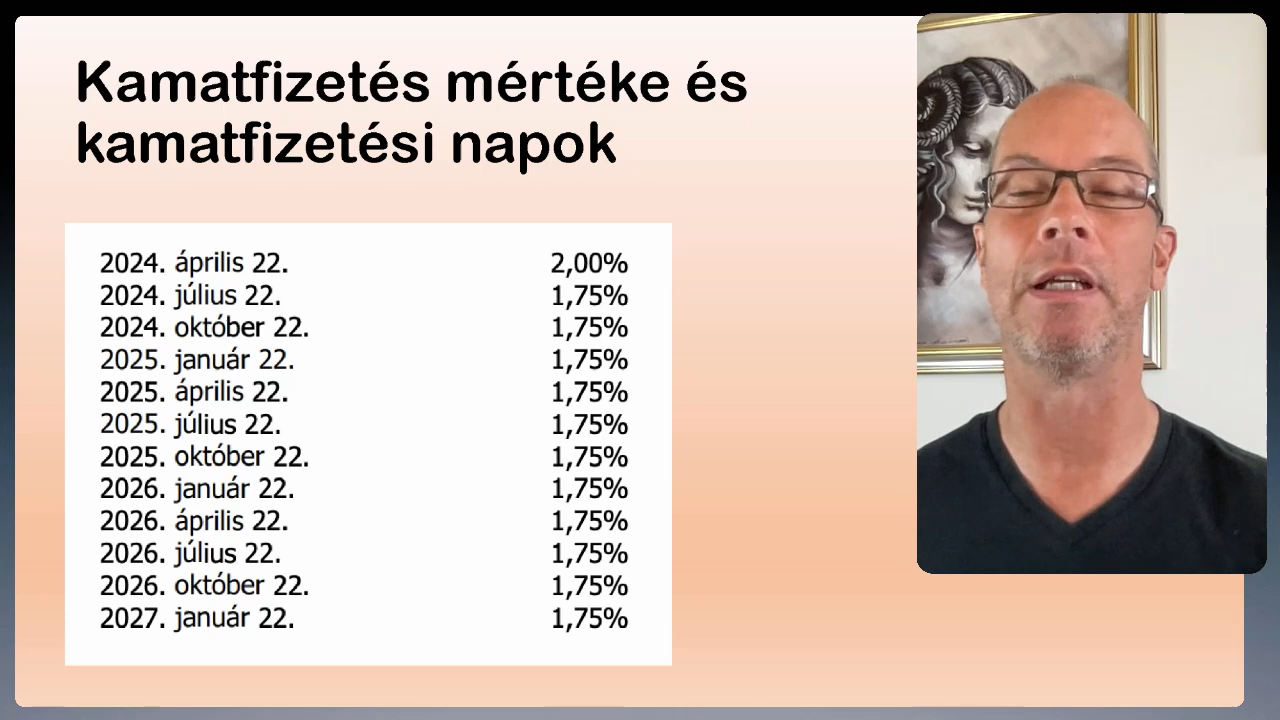 Kamatfizetés mértéke és
kamatfizetési napok
2024. április 22. 2,00%
2024. július 22. 1,75%
2024. október 22. 1,75%
2025. január 22. 1,75%
2025. április 22. 1,75%
2025. július 22. 1,75%
2025. október 22. 1,75%
2026. január 22. 1,75%
2026. április 22. 1,75%
2026. július 22. 1,75%
2026. október 22. 1,75%
2027. január 22. 1,75%